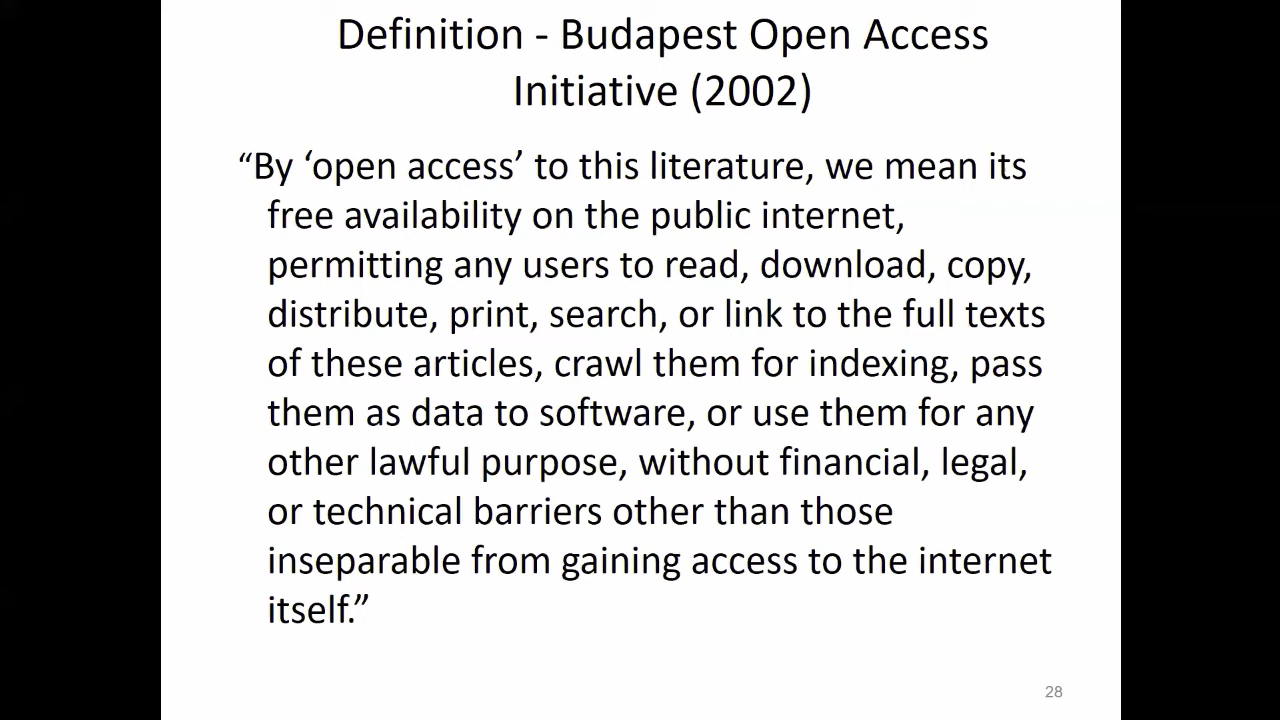 Definition - Budapest Open Access
Initiative (2002)
“By ‘open access’ to this literature, we mean its
free availability on the public internet,
permitting any users to read, download, copy,
distribute, print, search, or link to the full texts
of these articles, crawl them for indexing, pass
them as data to software, or use them for any
other lawful purpose, without financial, legal,
or technical barriers other than those
inseparable from gaining access to the internet
itself.”
28